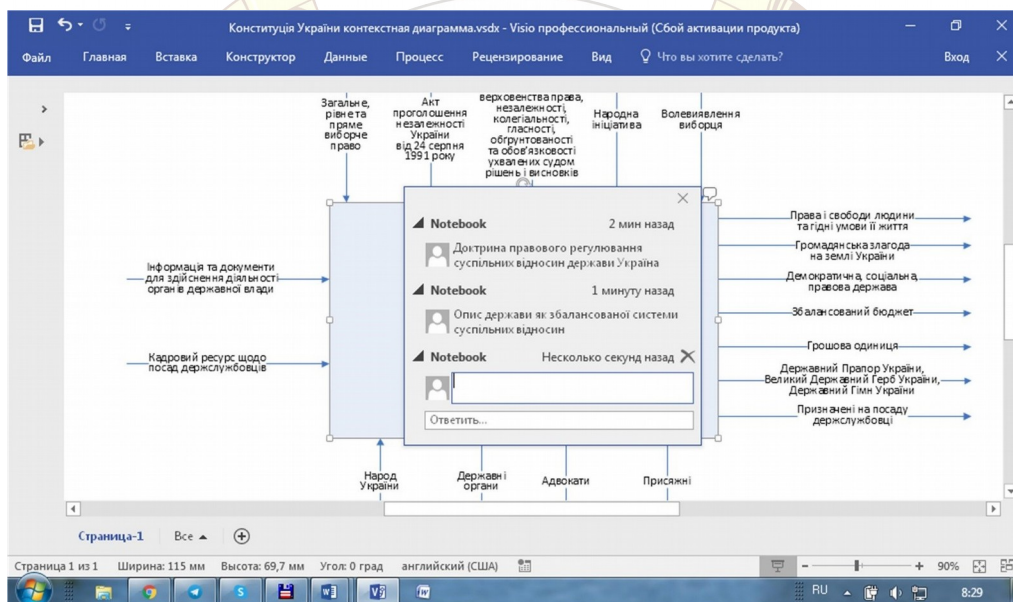 Конституція України контекстная диаграмма.vsdx - Visio профессиональный (Сбой активации продукта)
Файл Главная Вставка Конструктор Данные Процесс Рецензирование Вид Что вы хотите сделать? Вход
Загальне,
рівне та
пряме
виборче
право
Акт
проголошення
незалежності
України
від 24 серпня
1991 року
верховенства права,
незалежності,
колегіальності,
гласності,
обґрунтованості
та обов'язковості
ухвалених судом
рішень і висновків
Народна
ініціатива
Волевиявлення
виборця
Інформація та документи
для здійснення діяльності
органів державної влади
Кадровий ресурс щодо
посад держслужбовців
Notebook 2 мин назад
Доктрина правового регулювання
суспільних відносин держави Україна
Notebook 1 минуту назад
Опис держави як збалансованої системи
суспільних відносин
Notebook Несколько секунд назад
Ответить...
Права і свободи людини
та гідні умови її життя
Громадянська злагода
на землі України
Демократична, соціальна,
правова держава
Збалансований бюджет
Грошова одиниця
Державний Прапор України,
Великий Державний Герб України,
Державний Гімн України
Призначені на посаду
держслужбовці
Народ
України
Державні
органи
Адвокати
Присяжні
Страница-1 Все
Страница 1 из 1 Ширина: 115 мм Высота: 69,7 мм Угол: 0 град английский (США) 90%
RU 8:29